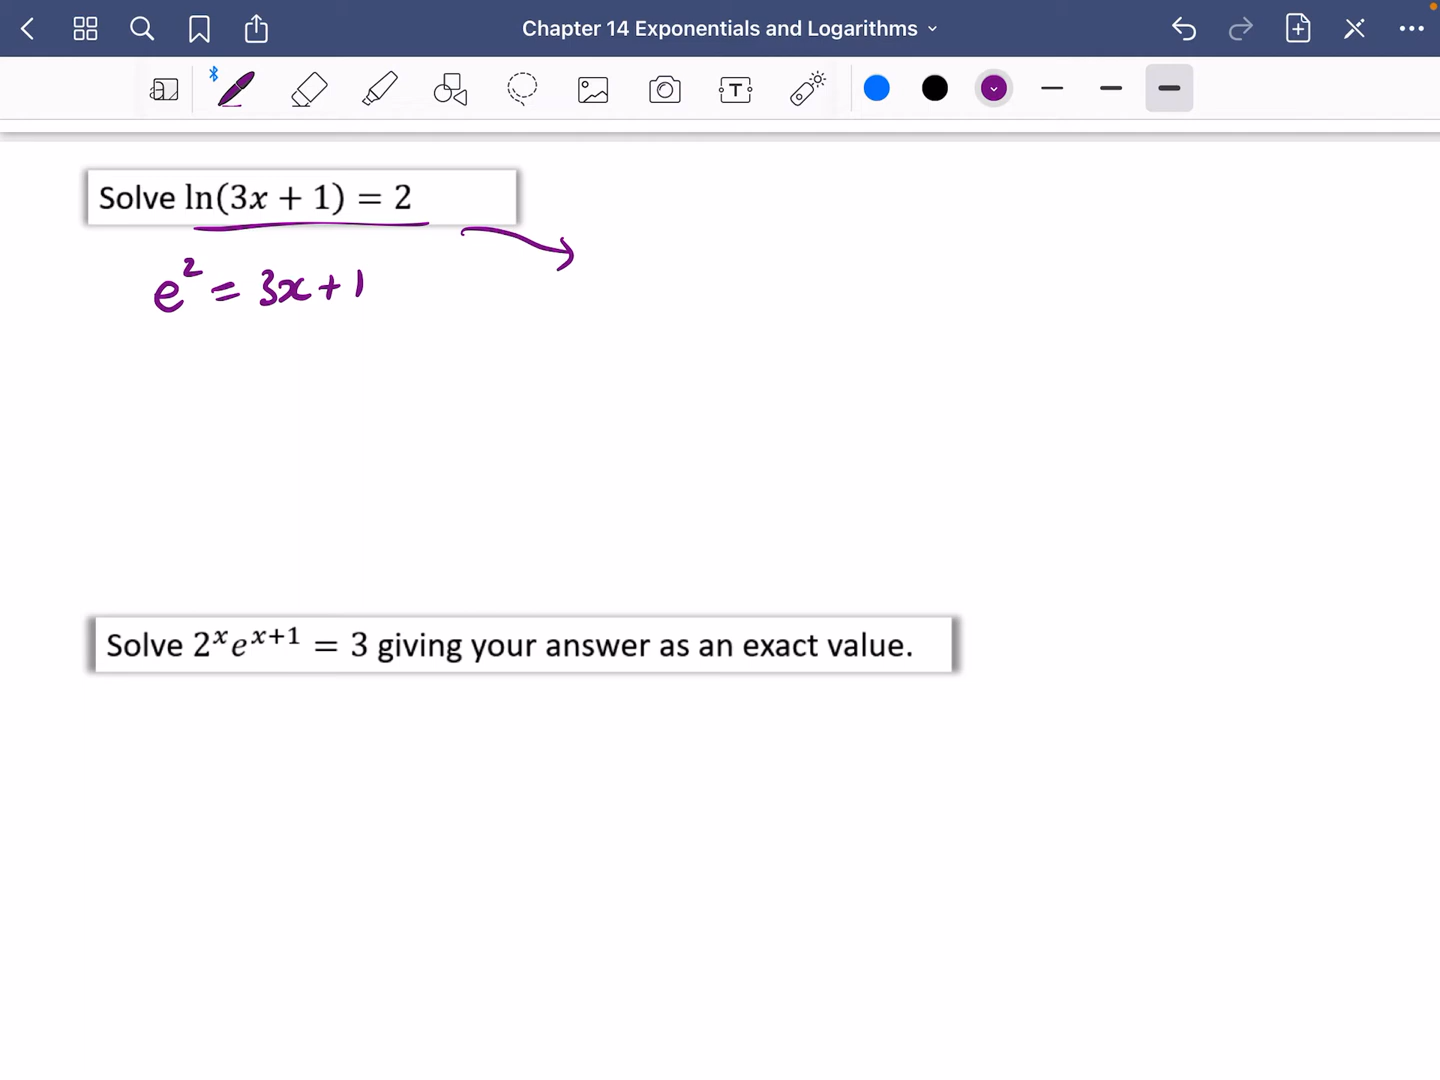 Chapter 14 Exponentials and Logarithms
Solve ln(3x + 1) = 2
e² = 3x + 1
Solve 2ˣeˣ⁺¹ = 3 giving your answer as an exact value.